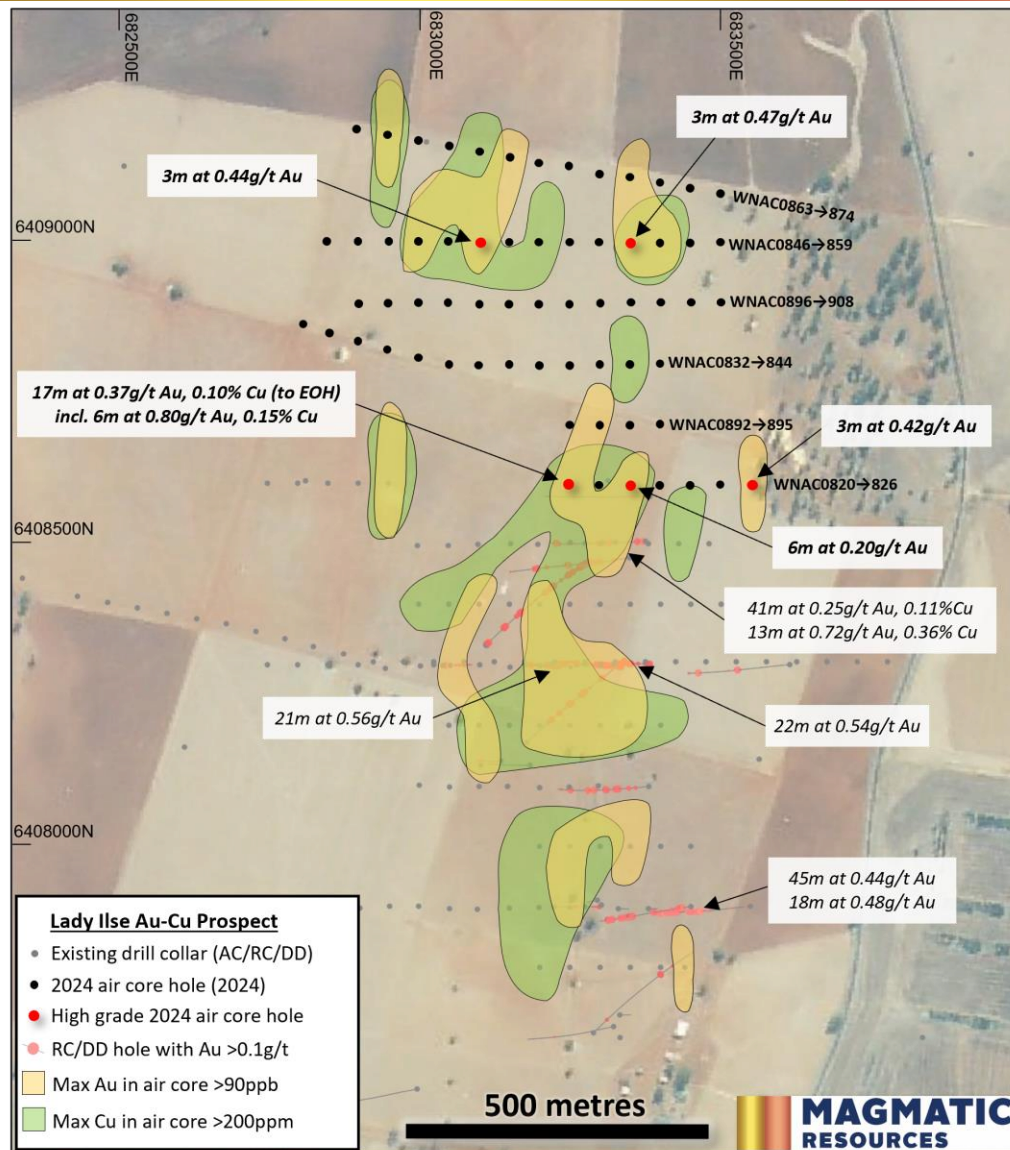 682500E
683000E
683500E
3m at 0.47g/t Au
3m at 0.44g/t Au
WNAC0863→874
6409000N
WNAC0846→859
WNAC0896→908
WNAC0832→844
17m at 0.37g/t Au, 0.10% Cu (to EOH)
incl. 6m at 0.80g/t Au, 0.15% Cu
WNAC0892→895
3m at 0.42g/t Au
WNAC0820→826
6408500N
6m at 0.20g/t Au
41m at 0.25g/t Au, 0.11%Cu
13m at 0.72g/t Au, 0.36% Cu
21m at 0.56g/t Au
22m at 0.54g/t Au
6408000N
45m at 0.44g/t Au
18m at 0.48g/t Au
Lady Ilse Au-Cu Prospect
Existing drill collar (AC/RC/DD)
2024 air core hole (2024)
High grade 2024 air core hole
RC/DD hole with Au >0.1g/t
Max Au in air core >90ppb
Max Cu in air core >200ppm
500 metres
MAGMATIC
RESOURCES